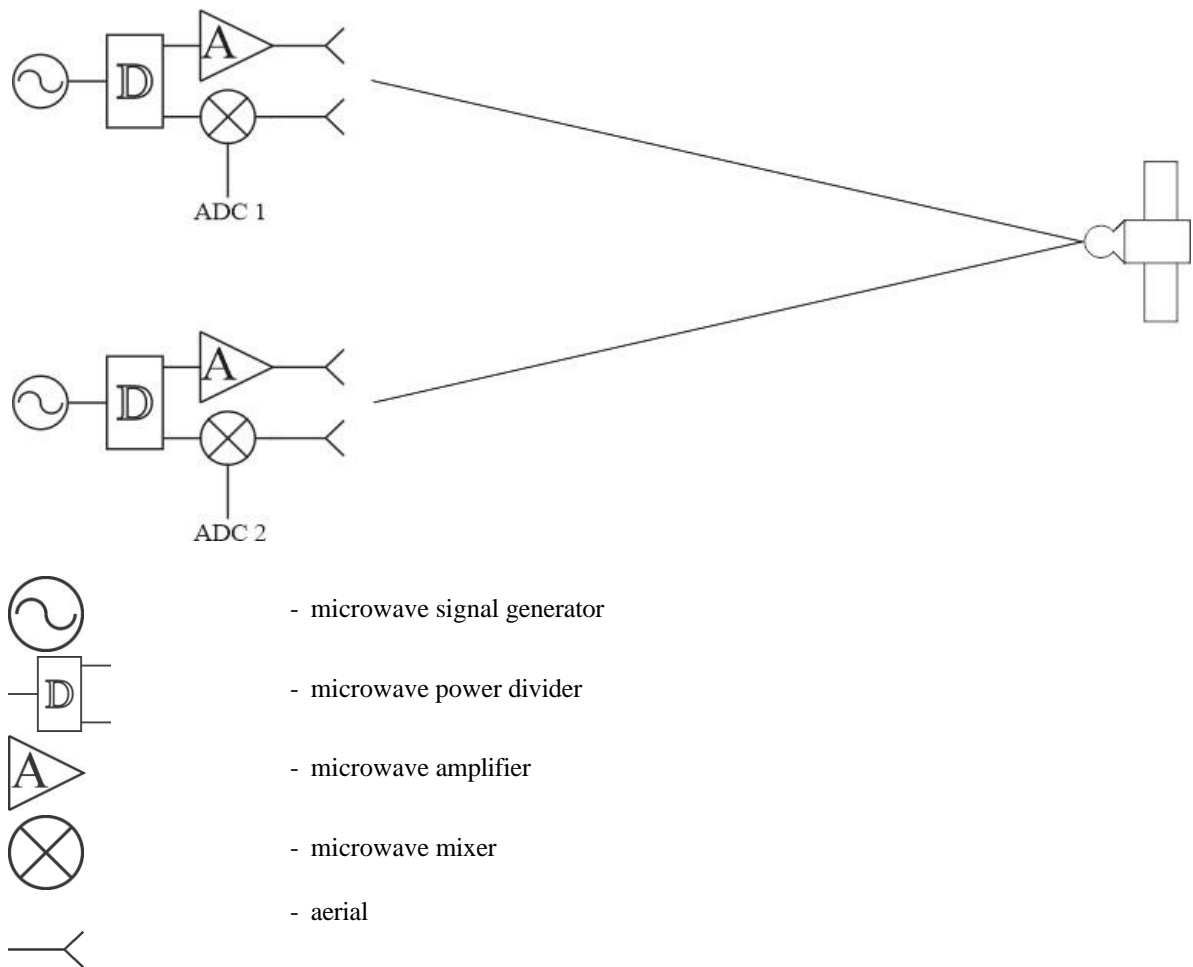 D
A
ADC 1
D
A
ADC 2
- microwave signal generator
D
- microwave power divider
A
- microwave amplifier
- microwave mixer
- aerial